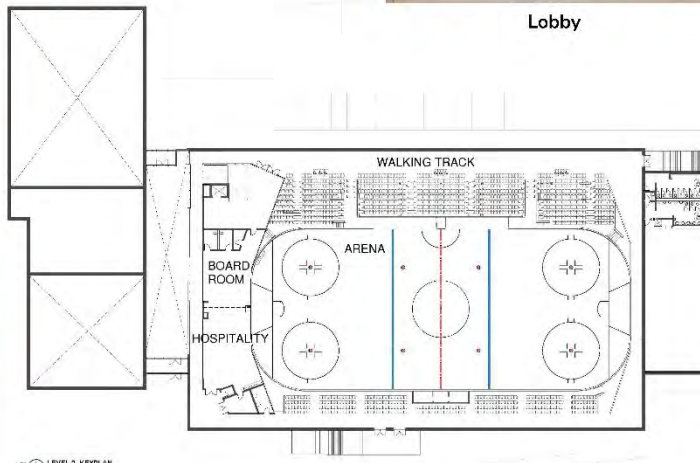 Lobby
WALKING TRACK
ARENA
BOARD
ROOM
HOSPITALITY
LEVEL 2 KEYPLAN